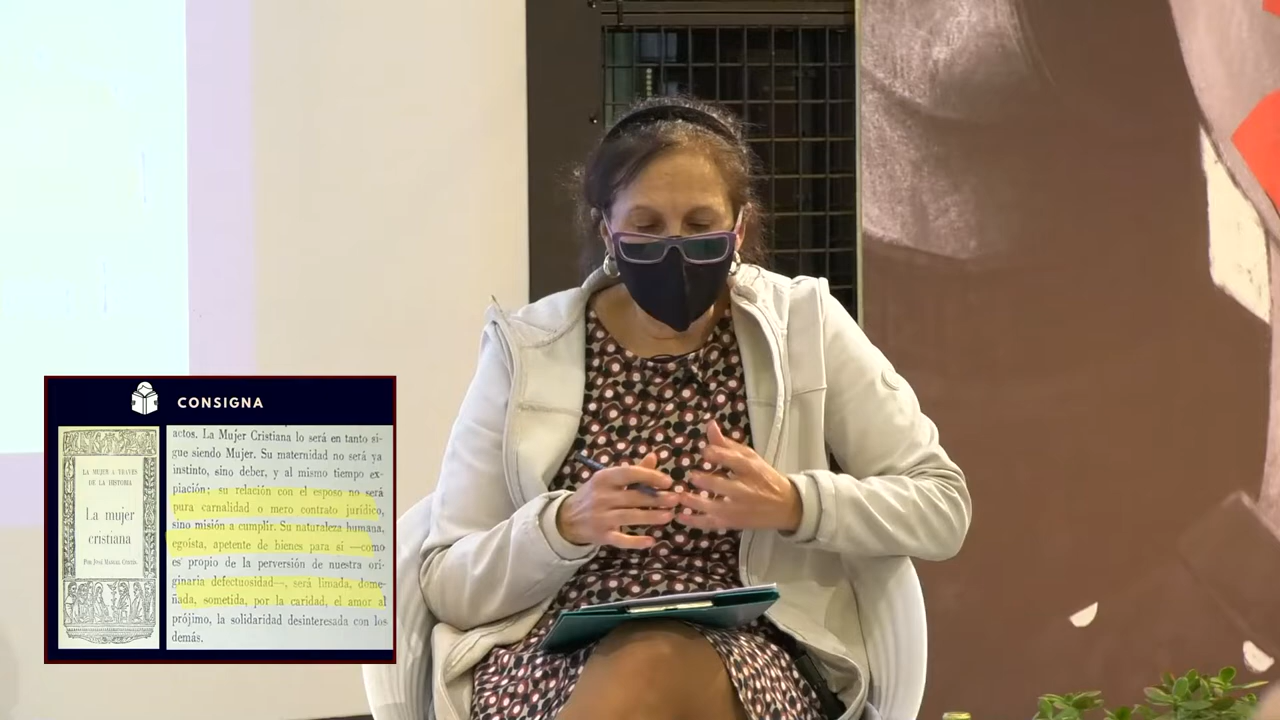 CONSIGNA
LA MUJER A TRAVES
DE LA HISTORIA
La mujer
cristiana
actos. La Mujer Cristiana lo será en tanto si-
gue siendo Mujer. Su maternidad no será ya
instinto, sino deber, y al mismo tiempo ex-
piación: su relación con el esposo no será
pura carnalidad o mero contrato jurídico,
sino misión a cumplir. Su naturaleza humana,
egoísta, apetente de bienes para sí —como
es propio de la perversión de nuestra ori-
ginaria defectuosidad—, será limada, dome-
ñada, sometida, por la caridad, el amor al
prójimo, la solidaridad desinteresada con los
demás.